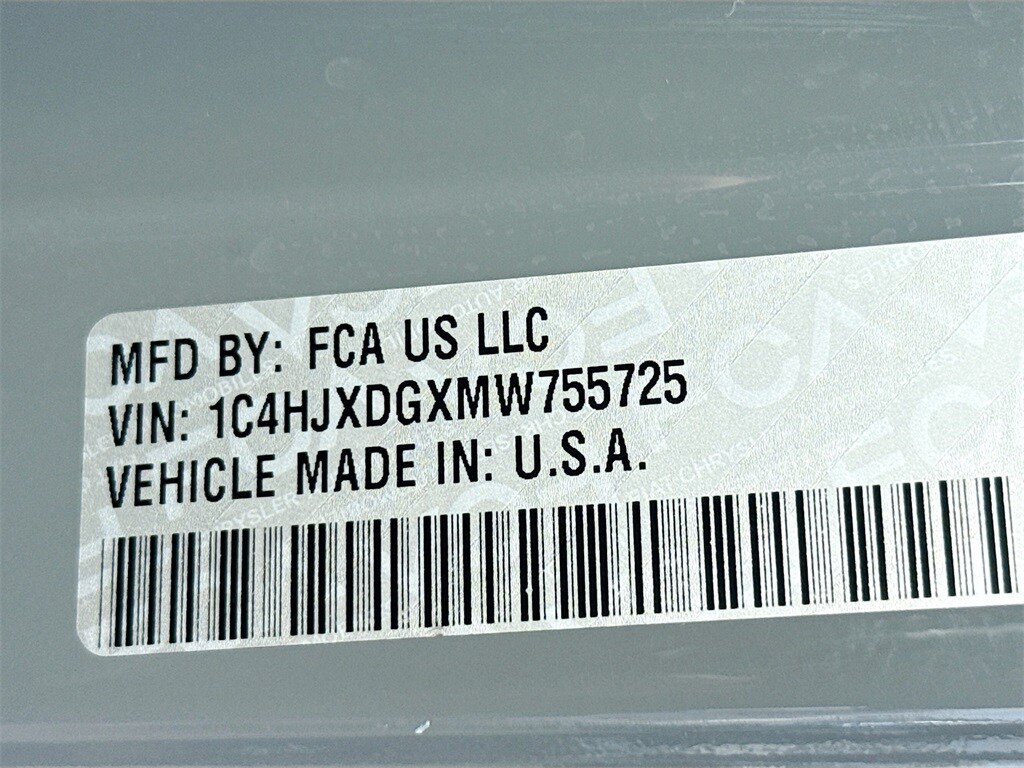 MFD BY: FCA US LLC
VIN: 1C4HJXDGXMW755725
VEHICLE MADE IN: U.S.A.